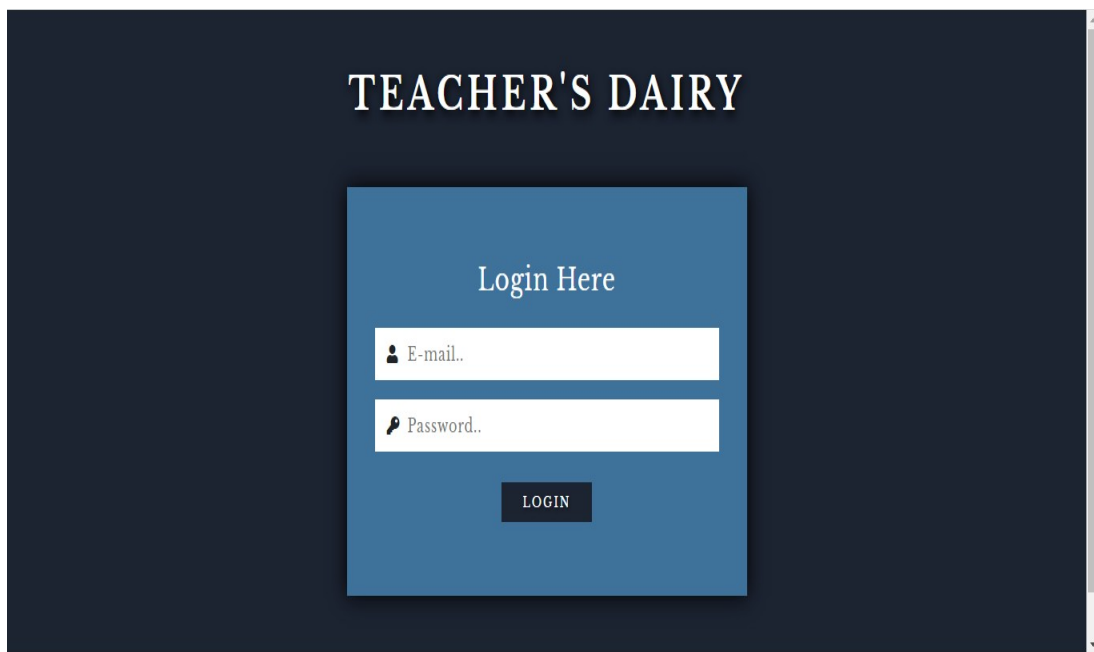 TEACHER'S DAIRY
Login Here
E-mail..
Password..
LOGIN